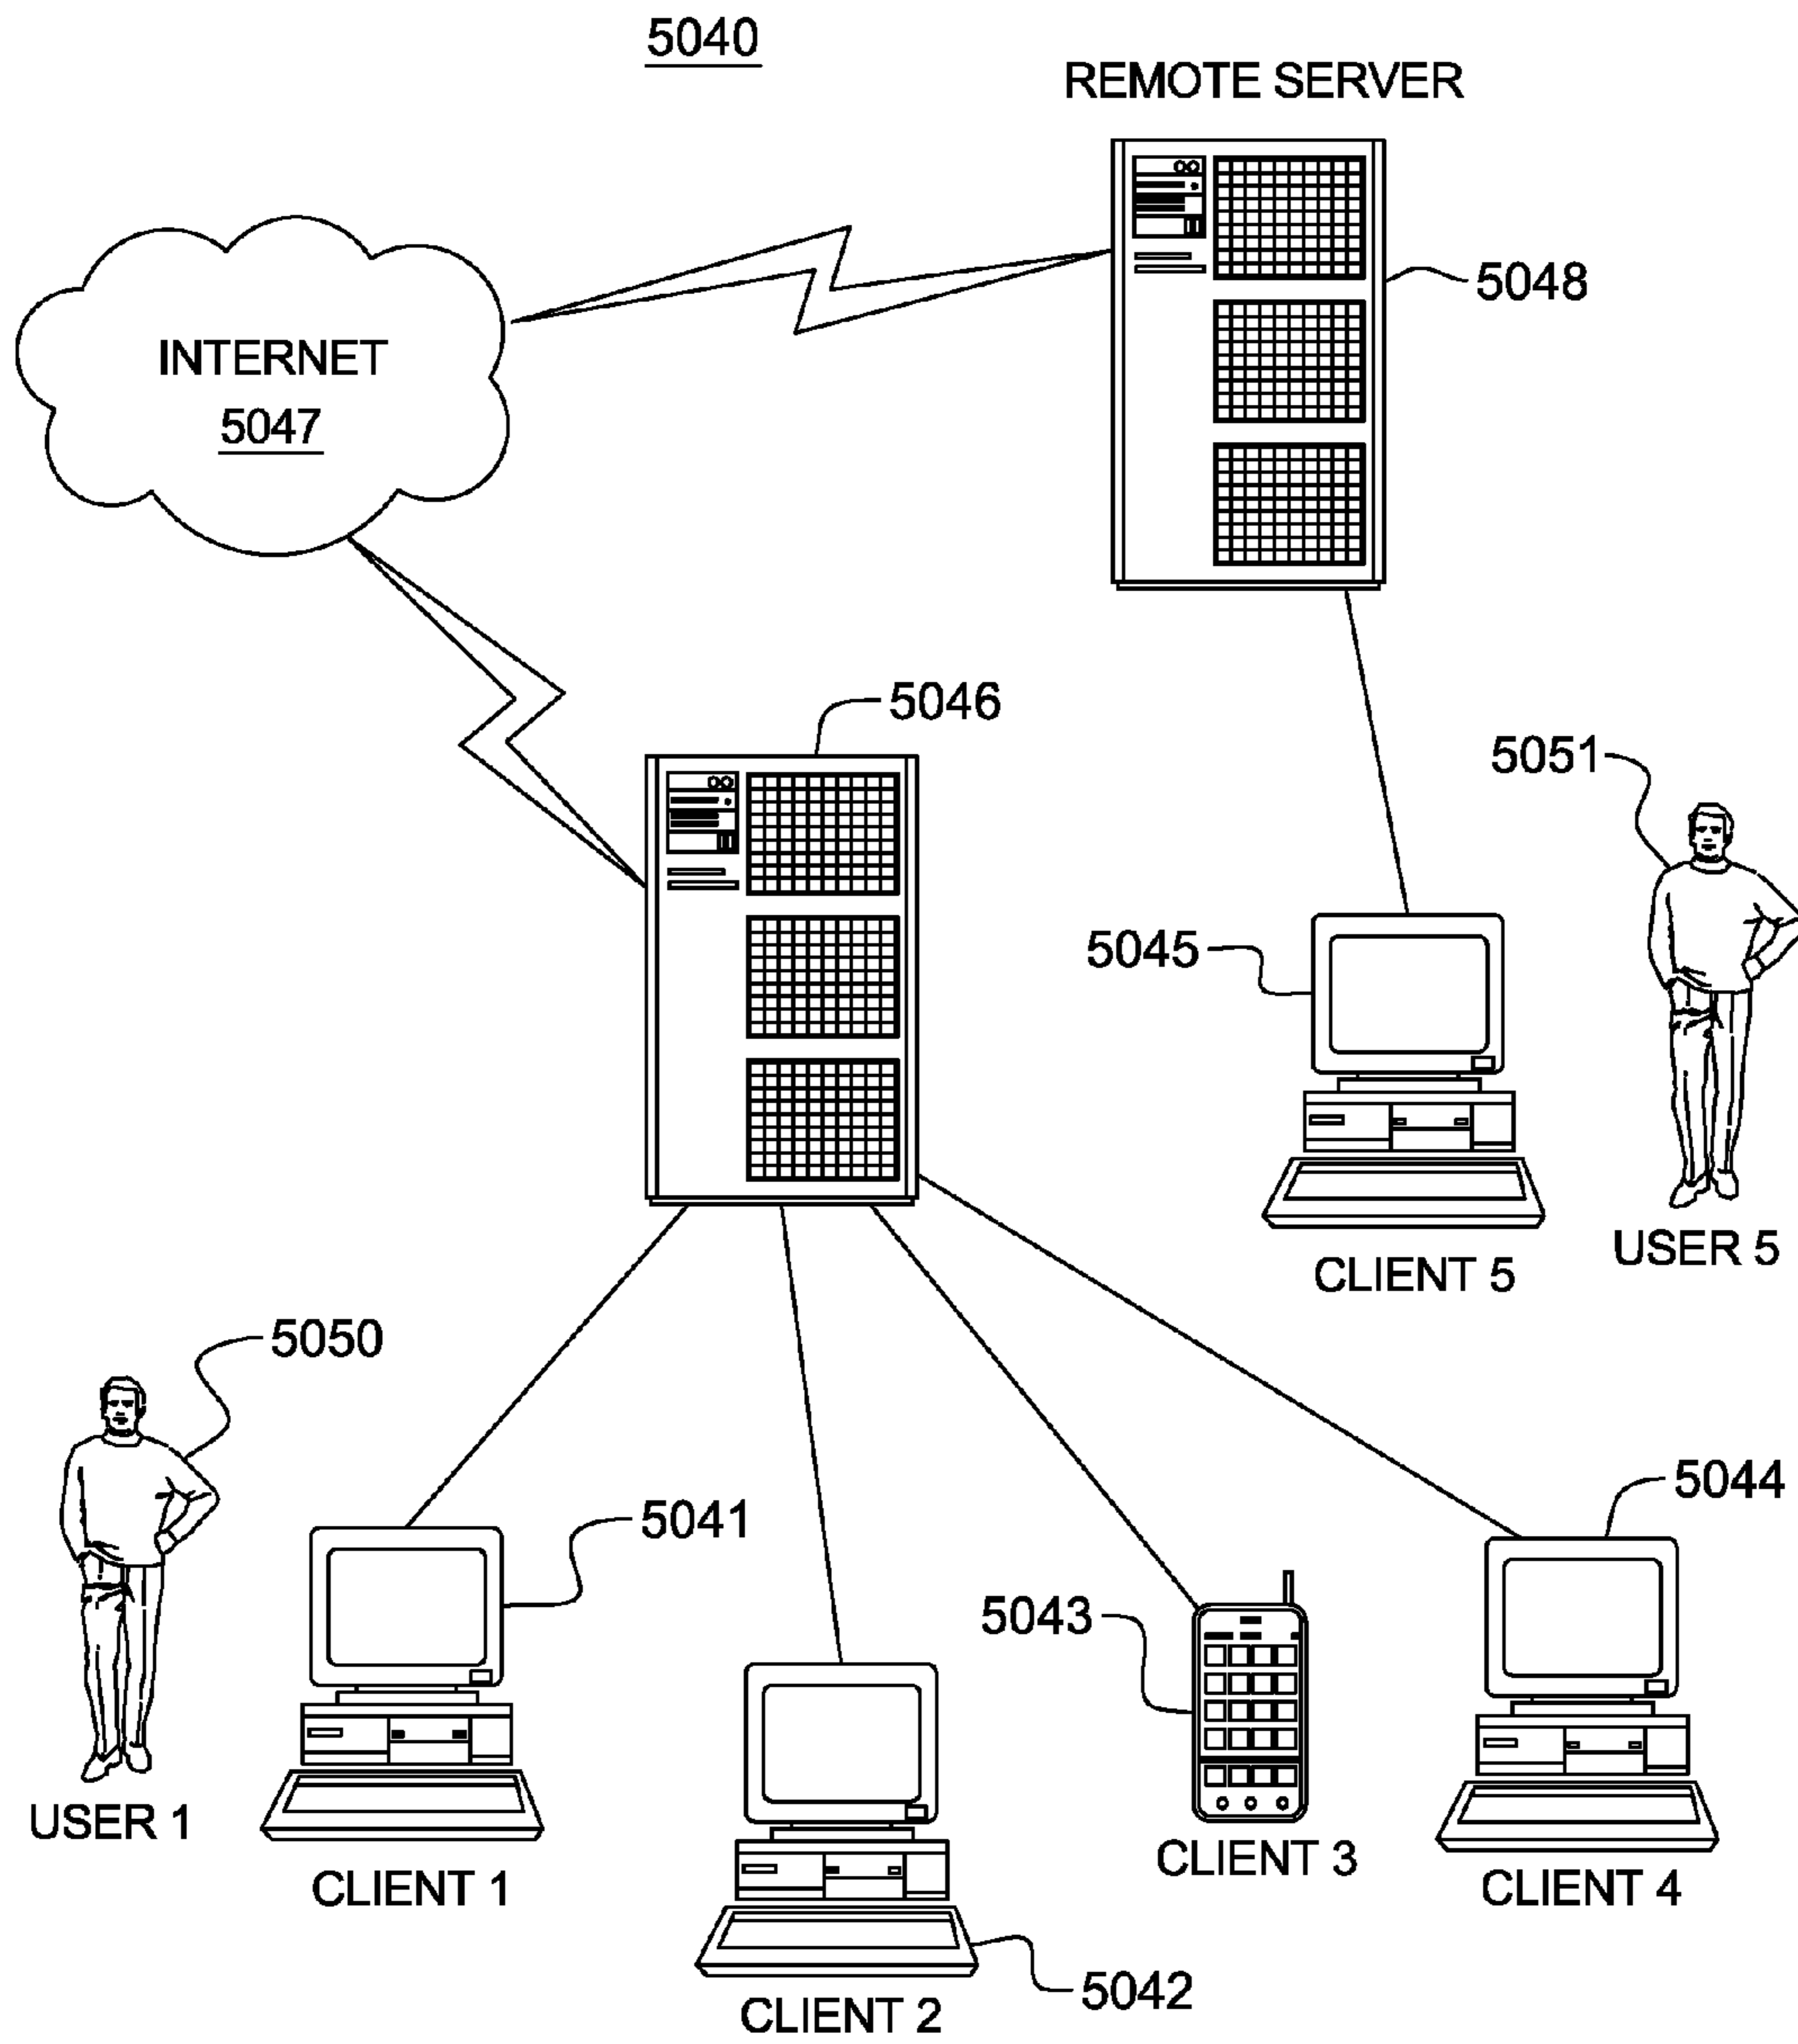 5040
REMOTE SERVER
5048
INTERNET
5047
5046
5051
5045
CLIENT 5
USER 5
5050
5041
5044
5043
USER 1
CLIENT 1
CLIENT 3
CLIENT 4
5042
CLIENT 2